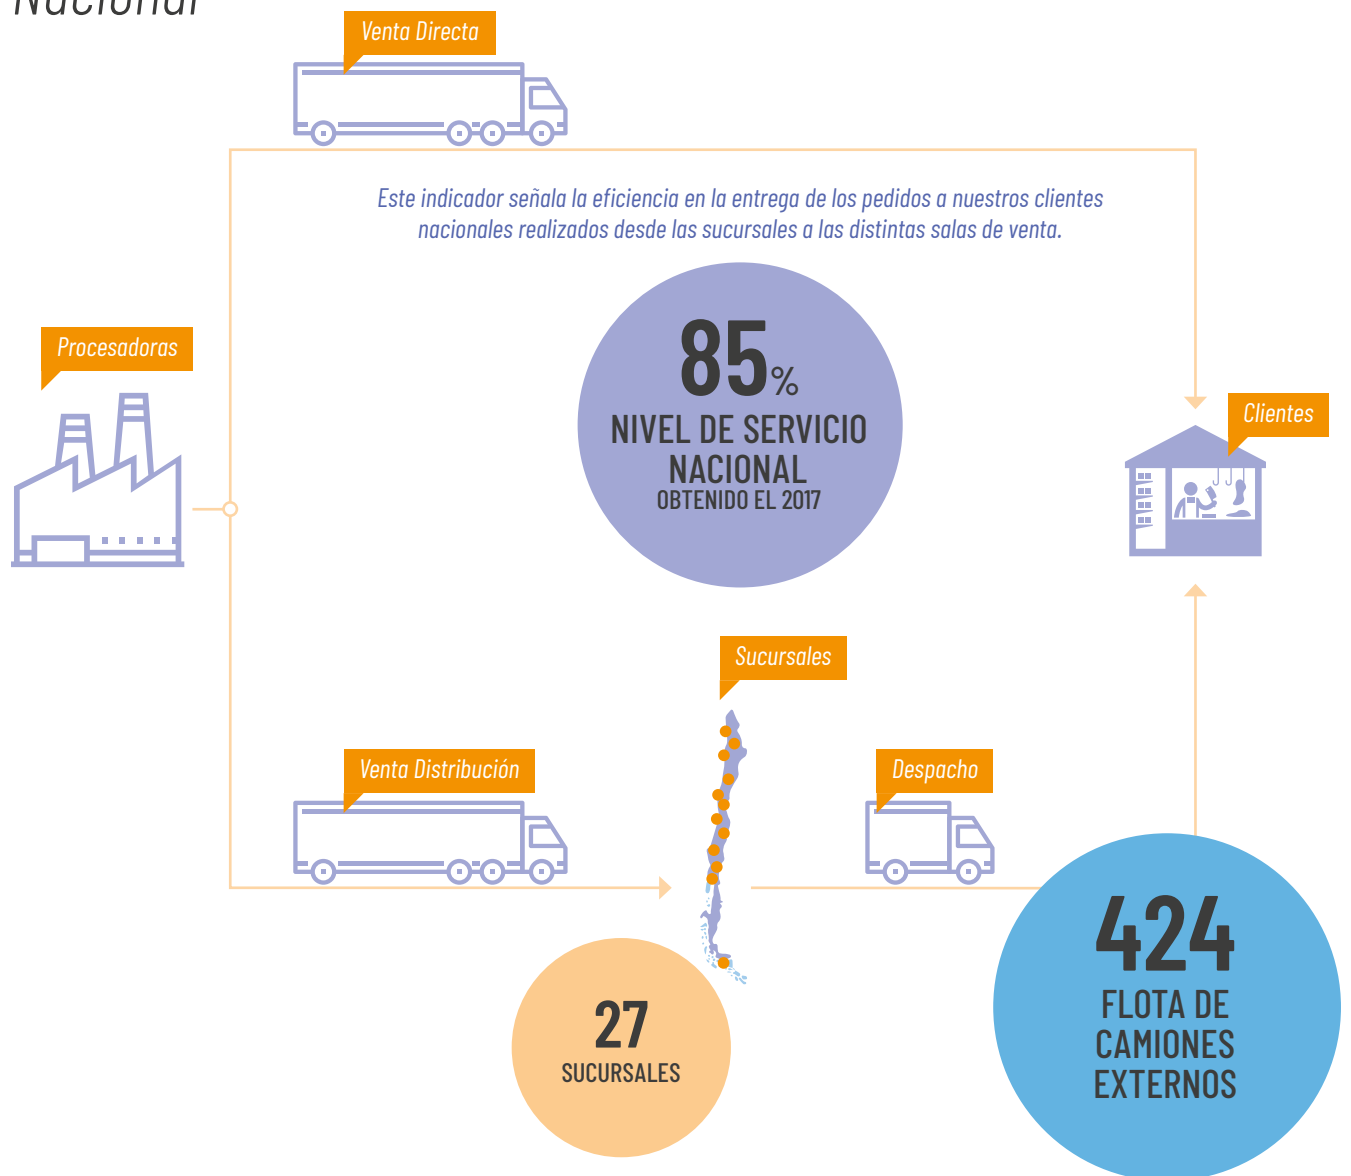 Nacional
Venta Directa
Este indicador señala la eficiencia en la entrega de los pedidos a nuestros clientes
nacionales realizados desde las sucursales a las distintas salas de venta.
85%
NIVEL DE SERVICIO
NACIONAL
OBTENIDO EL 2017
Procesadoras
Clientes
Sucursales
Venta Distribución
Despacho
27
SUCURSALES
424
FLOTA DE
CAMIONES
EXTERNOS